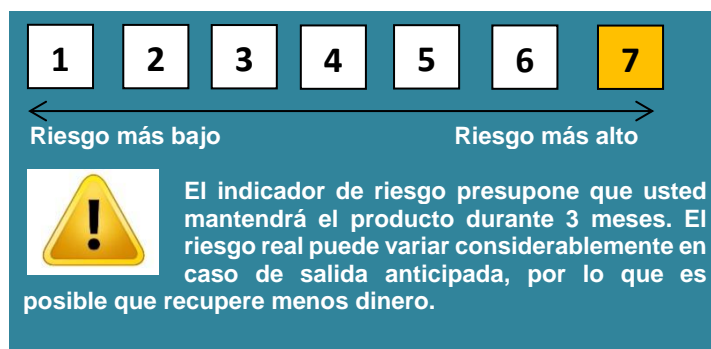 1 2 3 4 5 6 7
Riesgo más bajo Riesgo más alto
El indicador de riesgo presupone que usted
mantendrá el producto durante 3 meses. El
riesgo real puede variar considerablemente en
caso de salida anticipada, por lo que es
posible que recupere menos dinero.